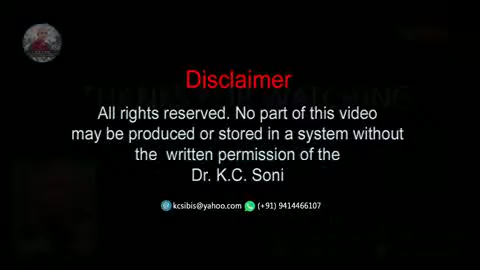 Disclaimer
All rights reserved. No part of this video
may be produced or stored in a system without
the written permission of the
Dr. K.C. Soni
kcsibis@yahoo.com (+91) 9414466107